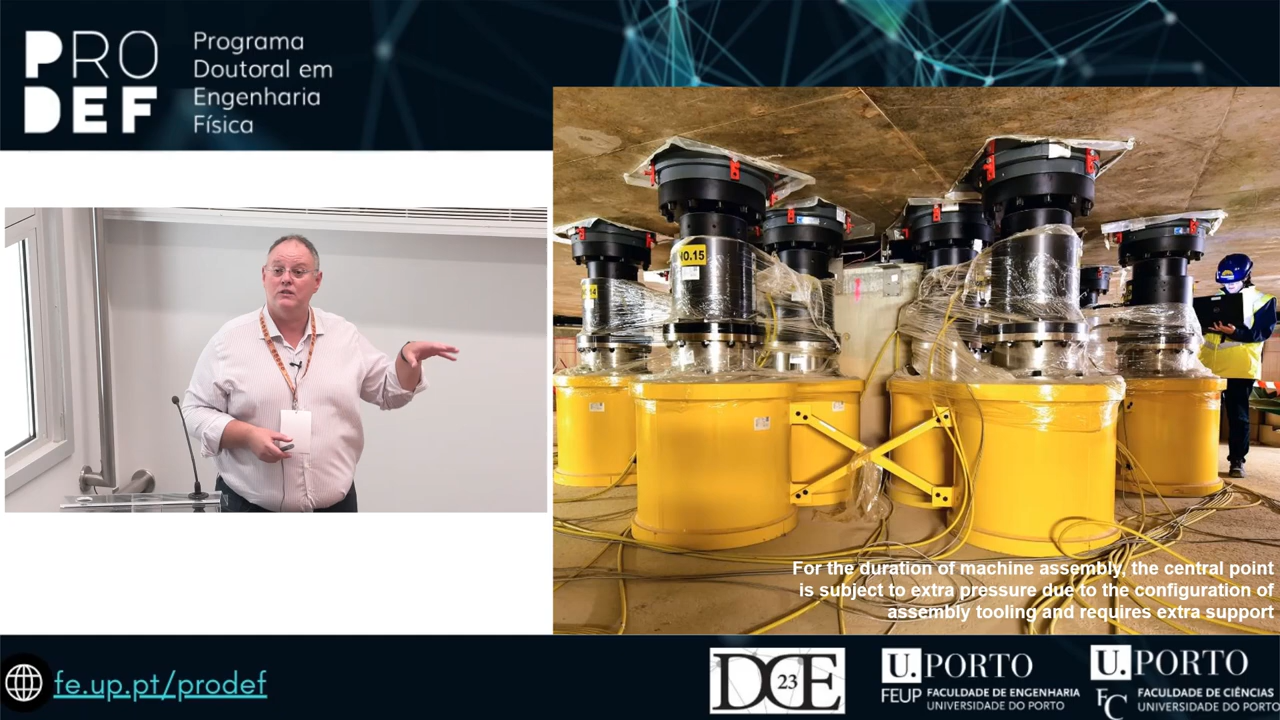 PRO
DEF
Programa
Doutoral em
Engenharia
Física
NO.15
14
For the duration of machine assembly, the central point
is subject to extra pressure due to the configuration of
assembly tooling and requires extra support
fe.up.pt/prodef
DCE
23
U.PORTO
FEUP FACULDADE DE ENGENHARIA
UNIVERSIDADE DO PORTO
U.PORTO
FC FACULDADE DE CIÊNCIAS
UNIVERSIDADE DO PORTO